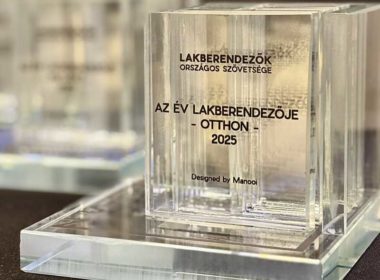 LAKBERENDEZŐK
ORSZÁGOS SZÖVETSÉGE
AZ ÉV LAKBERENDEZŐJE
- OTTHON -
2025
Designed by Manooi